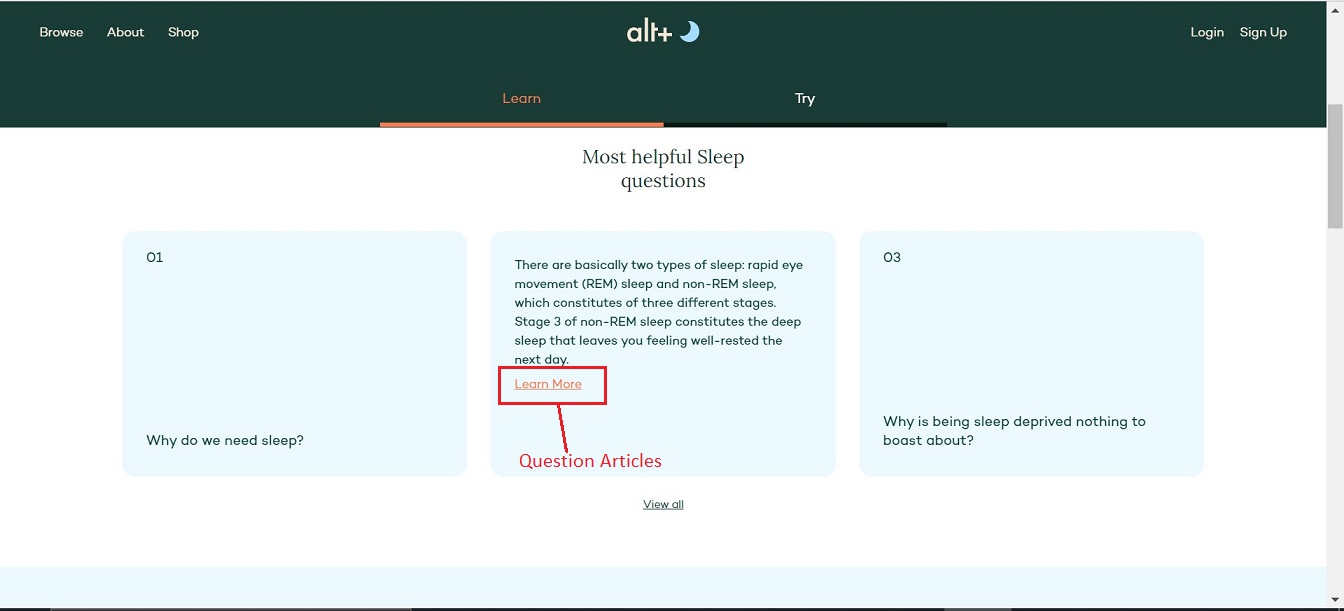 Browse About Shop alt+ Login Sign Up
Learn Try
Most helpful Sleep
questions
01
Why do we need sleep?
There are basically two types of sleep: rapid eye
movement (REM) sleep and non-REM sleep,
which constitutes of three different stages.
Stage 3 of non-REM sleep constitutes the deep
sleep that leaves you feeling well-rested the
next day.
Learn More
Question Articles
03
Why is being sleep deprived nothing to
boast about?
View all